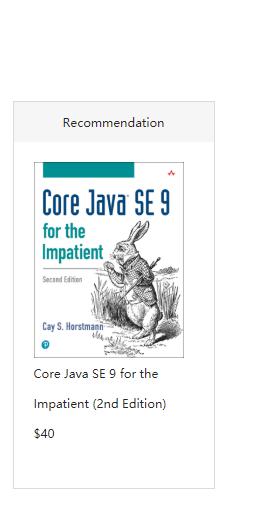 Recommendation
Core Java SE 9
for the
Impatient
Second Edition
Cay S. Horstmann
Core Java SE 9 for the
Impatient (2nd Edition)
$40